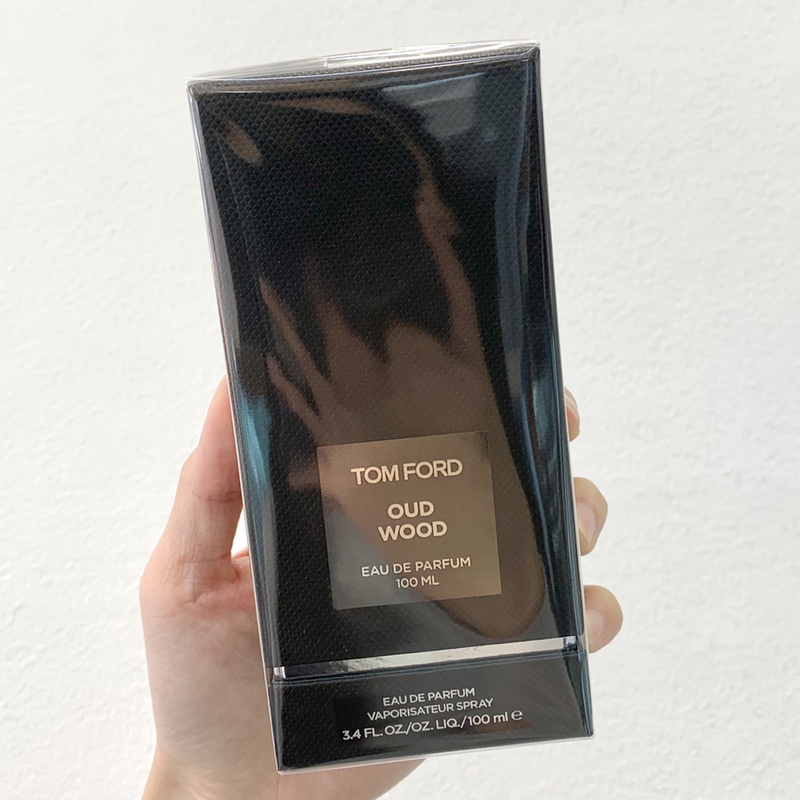 TOM FORD
OUD
WOOD
EAU DE PARFUM
100 ML
EAU DE PARFUM
VAPORISATEUR SPRAY
3.4 FL. OZ./OZ. LIQ./100 ml ℮